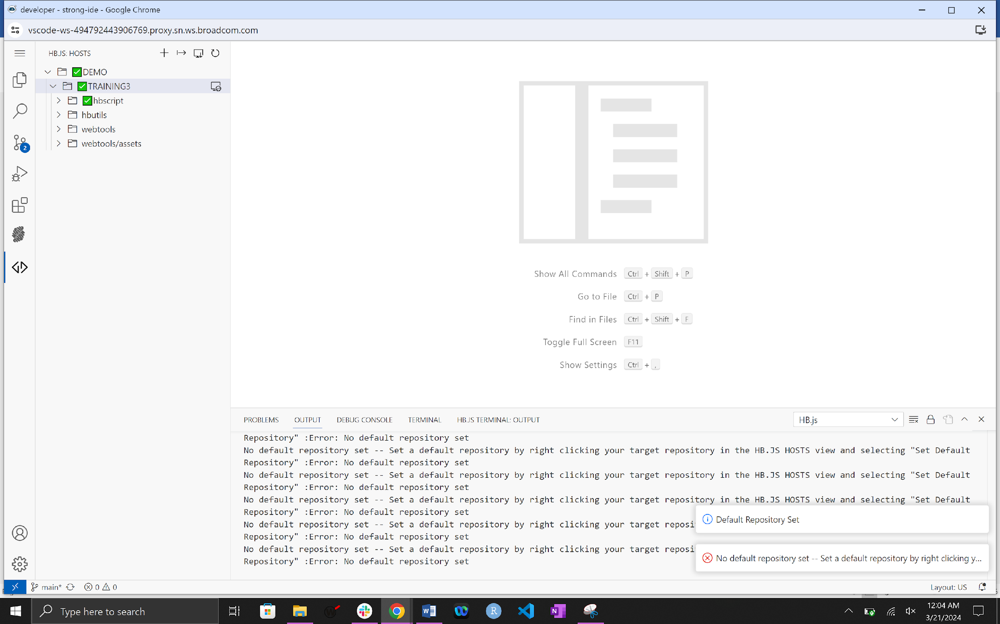 developer - strong-ide - Google Chrome
vscode-ws-494792443906769.proxy.sn.ws.broadcom.com
HB.JS: HOSTS
DEMO
TRAINING3
hbscript
hbutils
webtools
webtools/assets
2
Show All Commands Ctrl + Shift + P
Go to File Ctrl + P
Find in Files Ctrl + Shift + F
Toggle Full Screen F11
Show Settings Ctrl + ,
PROBLEMS OUTPUT DEBUG CONSOLE TERMINAL HB.JS TERMINAL: OUTPUT HB.js
Repository" :Error: No default repository set
No default repository set -- Set a default repository by right clicking your target repository in the HB.JS HOSTS view and selecting "Set Default
Repository" :Error: No default repository set
No default repository set -- Set a default repository by right clicking your target repository in the HB.JS HOSTS view and selecting "Set Default
Repository" :Error: No default repository set
No default repository set -- Set a default repository by right clicking your target repository in the HB.JS HOSTS view and selecting "Set Default
Repository" :Error: No default repository set
No default repository set -- Set a default repository by right clicking your target reposi
Repository" :Error: No default repository set
No default repository set -- Set a default repository by right clicking your target reposi
Repository" :Error: No default repository set
Default Repository Set
No default repository set -- Set a default repository by right clicking y...
main* 0 0 Layout: US
Type here to search
12:04 AM
3/21/2024